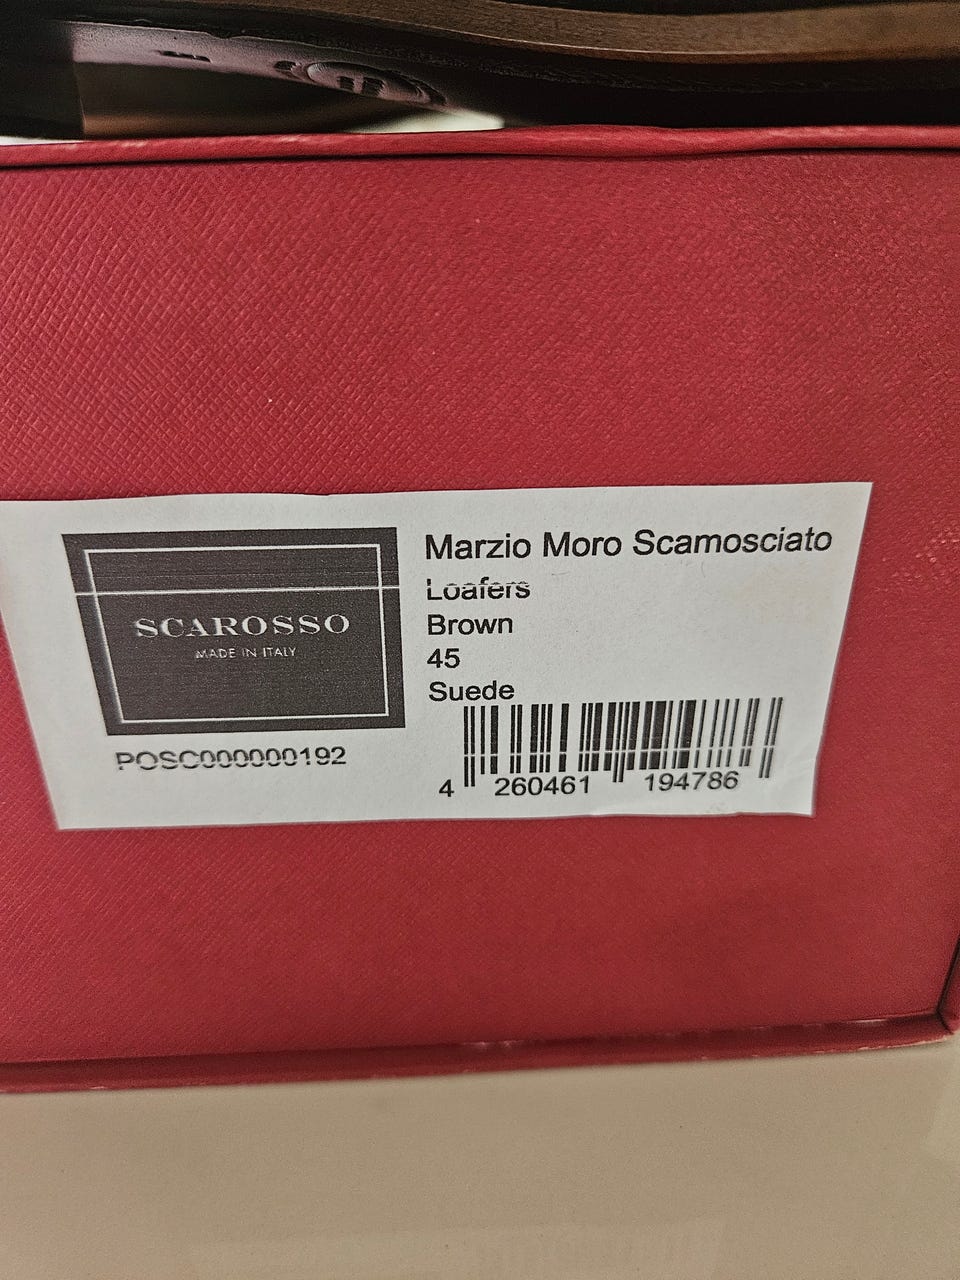 SCAROSSO
MADE IN ITALY
POSC000000192
Marzio Moro Scamosciato
Loafers
Brown
45
Suede
4 260461 194786